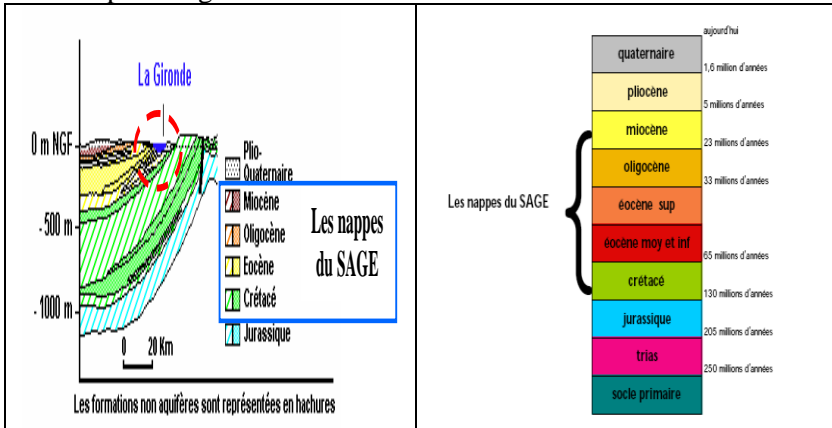 La Gironde
0 m NGF
- 500 m
- 1000 m
0 20 Km
Plio-
Quaternaire
Miocène
Oligocène
Eocène
Crétacé
Jurassique
Les nappes
du SAGE
Les formations non aquifères sont représentées en hachures
Les nappes du SAGE
aujourd'hui
quaternaire
1,6 million d'années
pliocène
5 millions d'années
miocène
23 millions d'années
oligocène
33 millions d'années
éocène sup
éocène moy et inf
65 millions d'années
crétacé
130 millions d'années
jurassique
205 millions d'années
trias
250 millions d'années
socle primaire